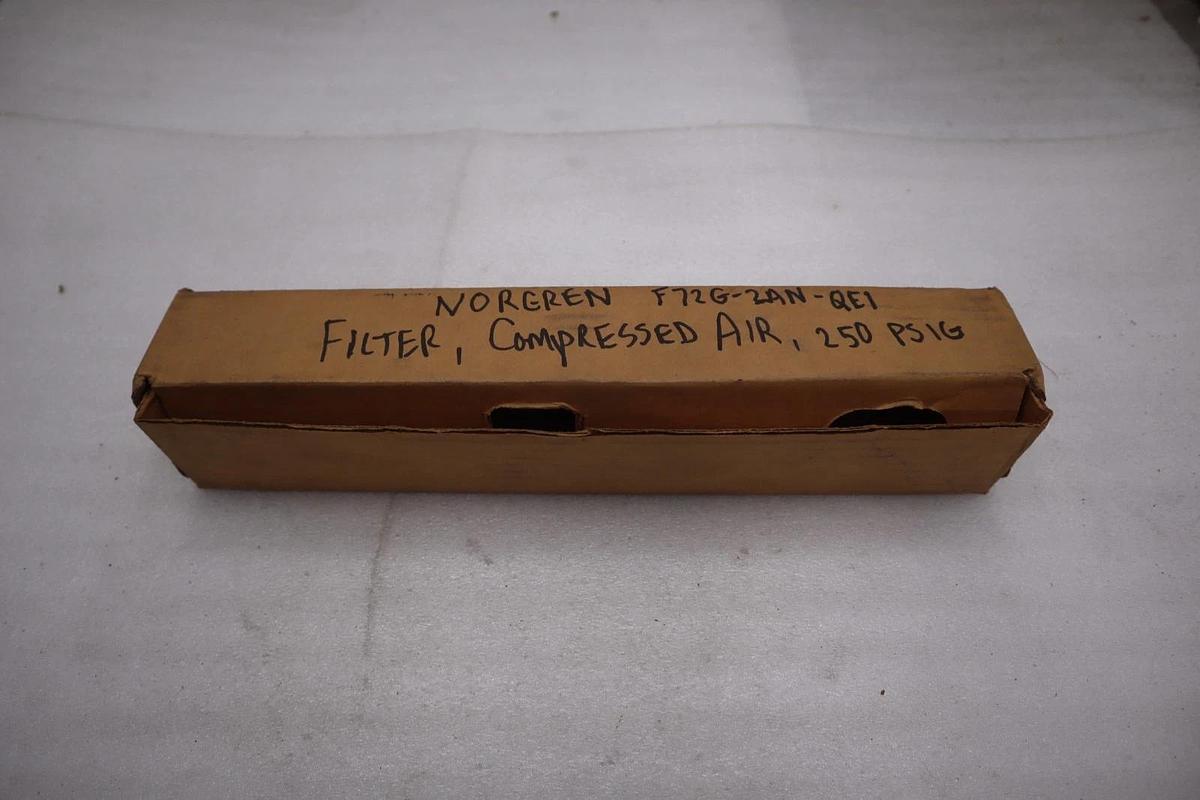 NORGREN F72G-2AN-QE1
FILTER, COMPRESSED AIR, 250 PSIG